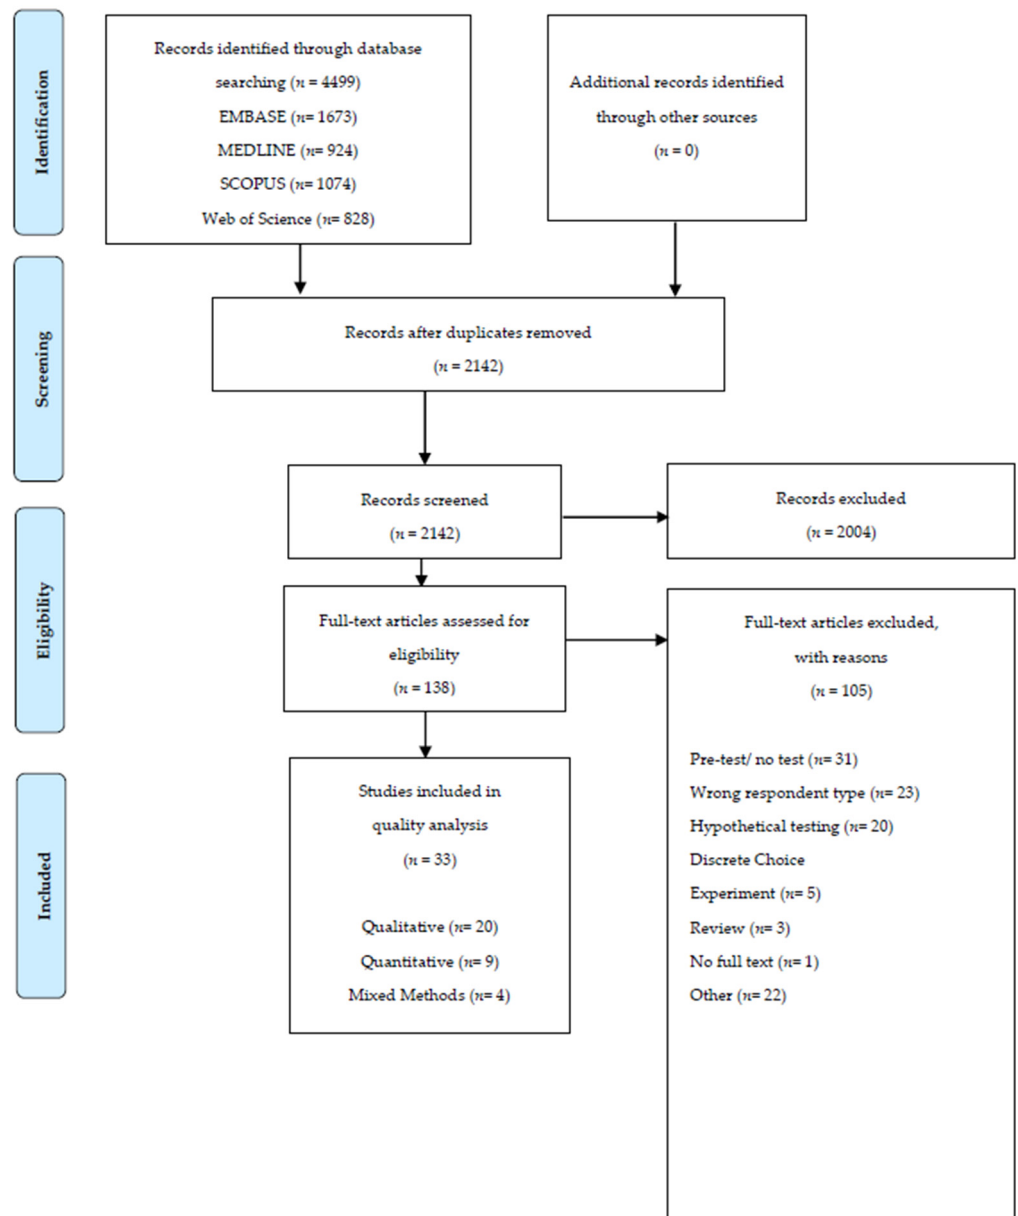 Identification
Records identified through database
searching (n = 4499)
EMBASE (n= 1673)
MEDLINE (n= 924)
SCOPUS (n= 1074)
Web of Science (n= 828)
Additional records identified
through other sources
(n = 0)
Screening
Records after duplicates removed
(n = 2142)
Records screened
(n = 2142)
Records excluded
(n = 2004)
Eligibility
Full-text articles assessed for
eligibility
(n = 138)
Full-text articles excluded,
with reasons
(n = 105)
Pre-test/ no test (n= 31)
Wrong respondent type (n= 23)
Hypothetical testing (n= 20)
Discrete Choice
Experiment (n= 5)
Review (n= 3)
No full text (n= 1)
Other (n= 22)
Included
Studies included in
quality analysis
(n = 33)
Qualitative (n= 20)
Quantitative (n= 9)
Mixed Methods (n= 4)